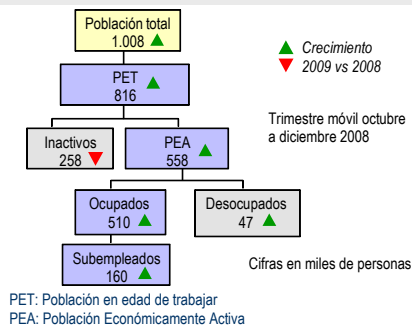 Población total
1.008
Crecimiento
2009 vs 2008
PET
816
Trimestre móvil octubre
a diciembre 2008
Inactivos
258
PEA
558
Ocupados
510
Desocupados
47
Subempleados
160
Cifras en miles de personas
PET: Población en edad de trabajar
PEA: Población Económicamente Activa